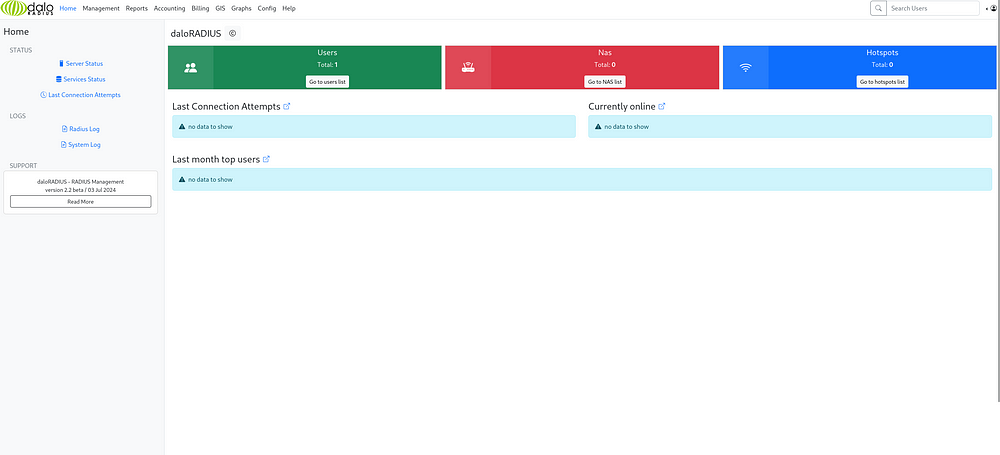 dalo
RADIUS
Home Management Reports Accounting Billing GIS Graphs Config Help
Search Users
Home
STATUS
Server Status
Services Status
Last Connection Attempts
LOGS
Radius Log
System Log
SUPPORT
daloRADIUS - RADIUS Management
version 2.2 beta / 03 Jul 2024
Read More
daloRADIUS
Users
Total: 1
Go to users list
Nas
Total: 0
Go to NAS list
Hotspots
Total: 0
Go to hotspots list
Last Connection Attempts
no data to show
Currently online
no data to show
Last month top users
no data to show